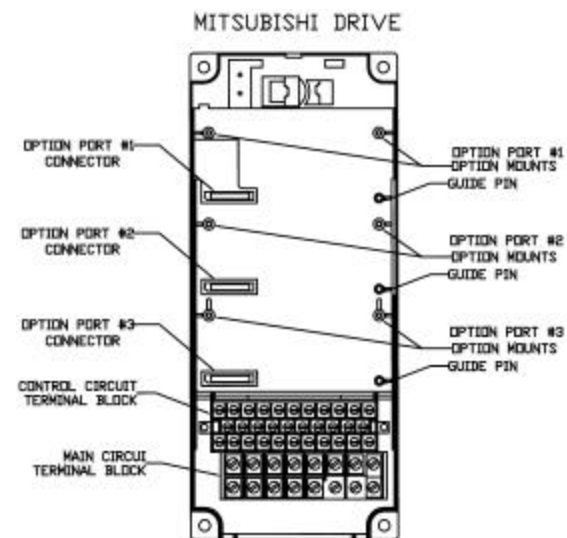 MITSUBISHI DRIVE
OPTION PORT #1
CONNECTOR
OPTION PORT #1
OPTION MOUNTS
GUIDE PIN
OPTION PORT #2
CONNECTOR
OPTION PORT #2
OPTION MOUNTS
GUIDE PIN
OPTION PORT #3
CONNECTOR
OPTION PORT #3
OPTION MOUNTS
GUIDE PIN
CONTROL CIRCUIT
TERMINAL BLOCK
MAIN CIRCUI
TERMINAL BLOCK